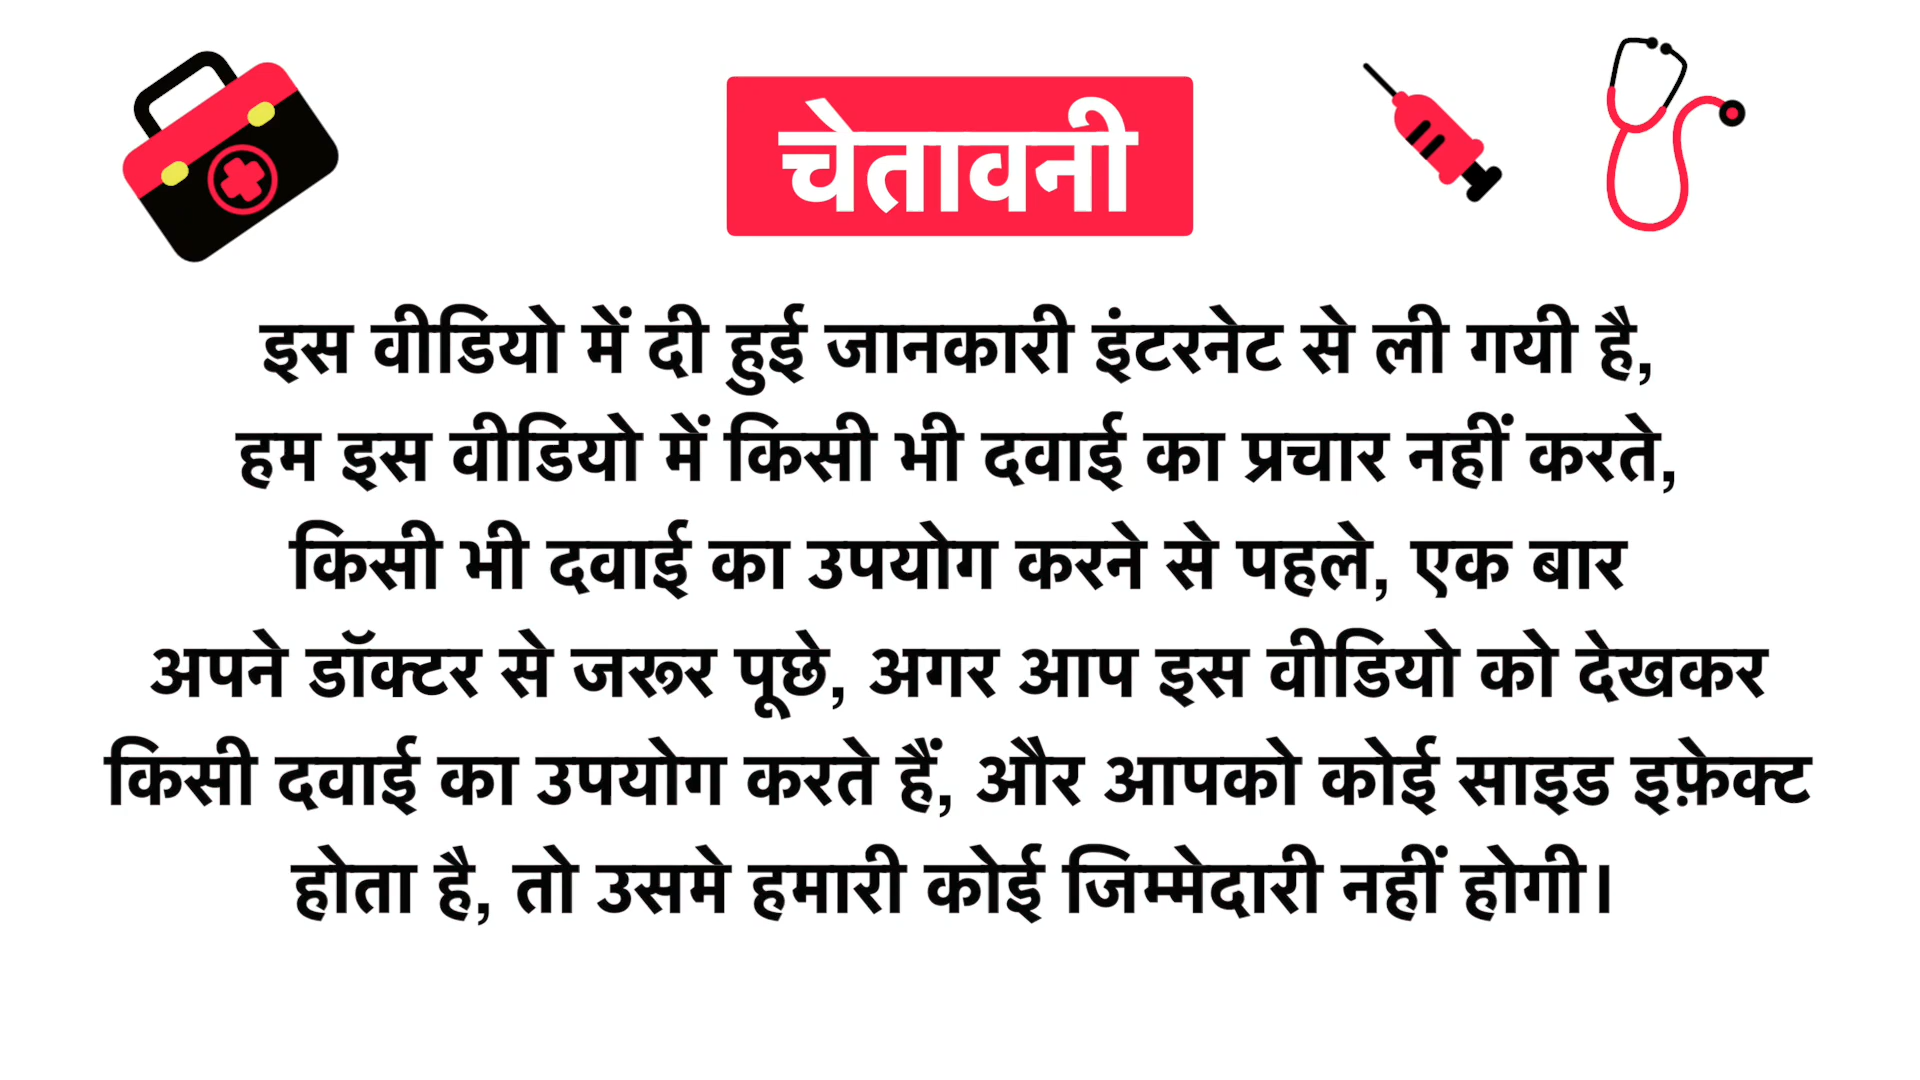 चेतावनी
इस वीडियो में दी हुई जानकारी इंटरनेट से ली गयी है,
हम इस वीडियो में किसी भी दवाई का प्रचार नहीं करते,
किसी भी दवाई का उपयोग करने से पहले, एक बार
अपने डॉक्टर से जरूर पूछे, अगर आप इस वीडियो को देखकर
किसी दवाई का उपयोग करते हैं, और आपको कोई साइड इफ़ेक्ट
होता है, तो उसमे हमारी कोई जिम्मेदारी नहीं होगी।